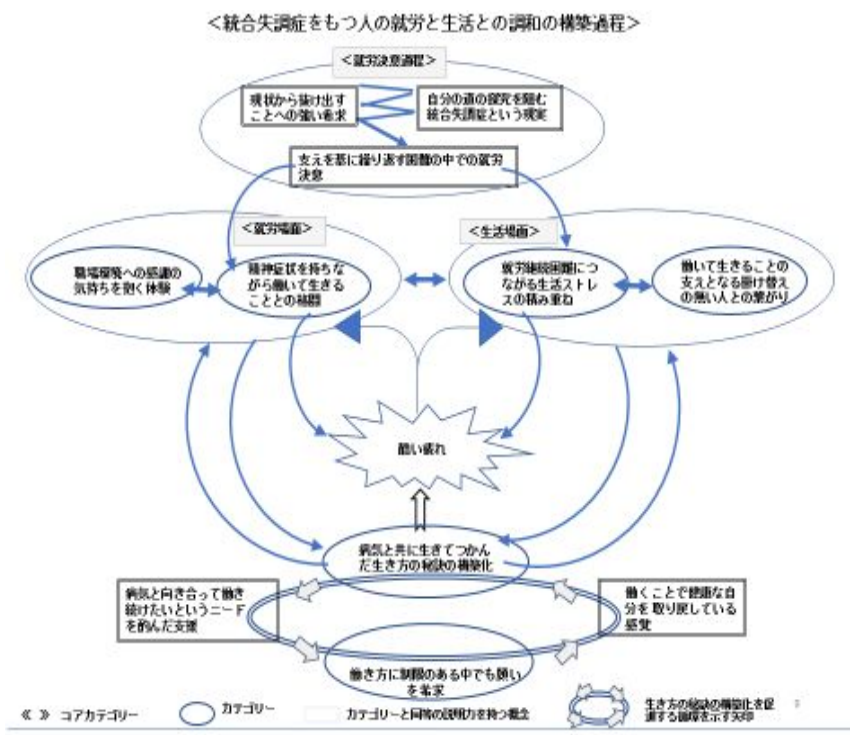 <統合失調症をもつ人の就労と生活との調和の構築過程>
<就労決意過程>
現状から抜け出す
ことへの強い希求
自分の道の探究を阻む
統合失調症という現実
支えを基に繰り返す困難の中での就労
決意
<就労場面>
<生活場面>
職場環境への感謝の
気持ちを抱く体験
精神症状を持ちな
がら働いて生きる
こととの格闘
就労継続困難につ
ながる生活ストレ
スの積み重ね
働いて生きることの
支えとなる掛け替え
の無い人との繋がり
酷い疲れ
病気と共に生きてつかん
だ生き方の秘訣の構築化
病気と向き合って働き
続けたいというニード
を酌んだ支援
働くことで健康な自
分を取り戻している
感覚
働き方に制限のある中でも願い
を希求
≪ ≫ コアカテゴリー
カテゴリー
カテゴリーと同等の説明力を持つ概念
生き方の秘訣の構築化を促
進する循環を示す矢印